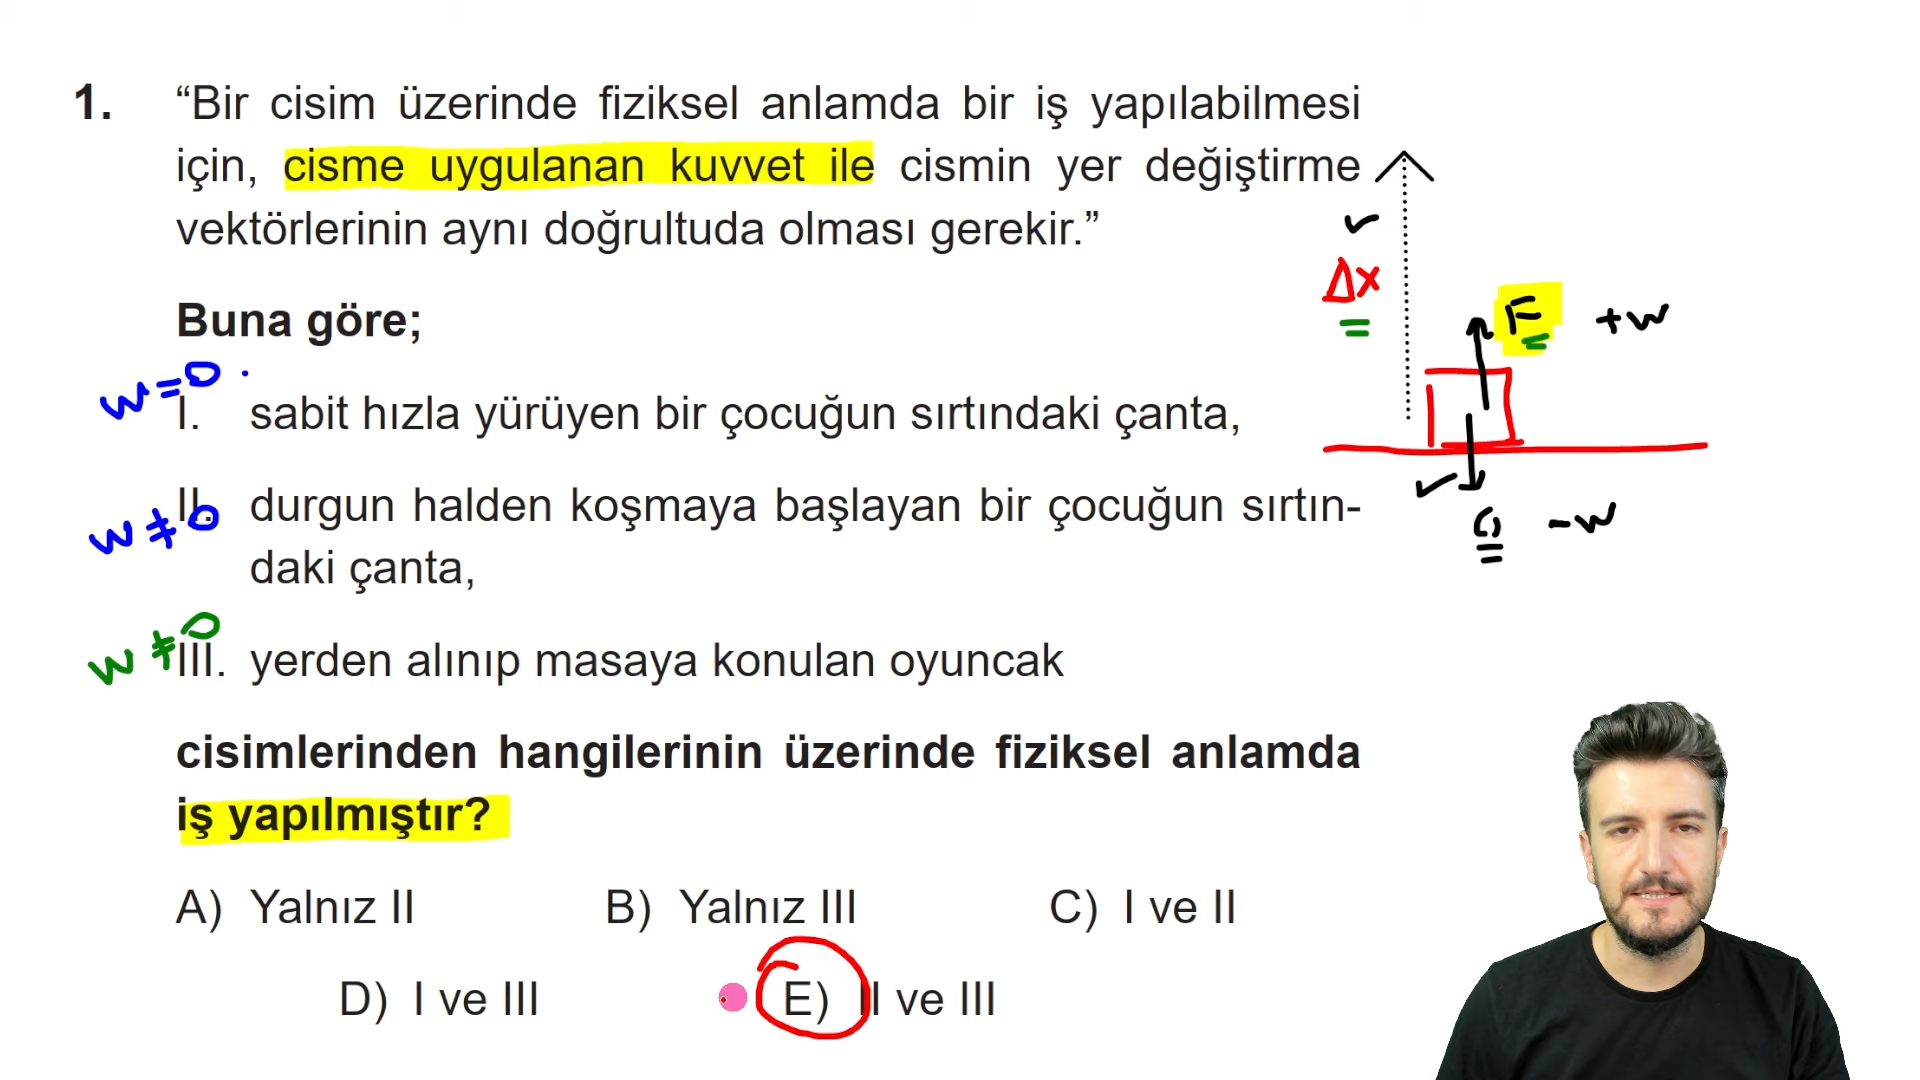 1. “Bir cisim üzerinde fiziksel anlamda bir iş yapılabilmesi
için, cisme uygulanan kuvvet ile cismin yer değiştirme
vektörlerinin aynı doğrultuda olması gerekir.”
Δx
F +w
Buna göre;
w=0
I. sabit hızla yürüyen bir çocuğun sırtındaki çanta,
w≠0
II. durgun halden koşmaya başlayan bir çocuğun sırtın-
daki çanta,
G -w
w≠0
III. yerden alınıp masaya konulan oyuncak
cisimlerinden hangilerinin üzerinde fiziksel anlamda
iş yapılmıştır?
A) Yalnız II B) Yalnız III C) I ve II
D) I ve III E) II ve III